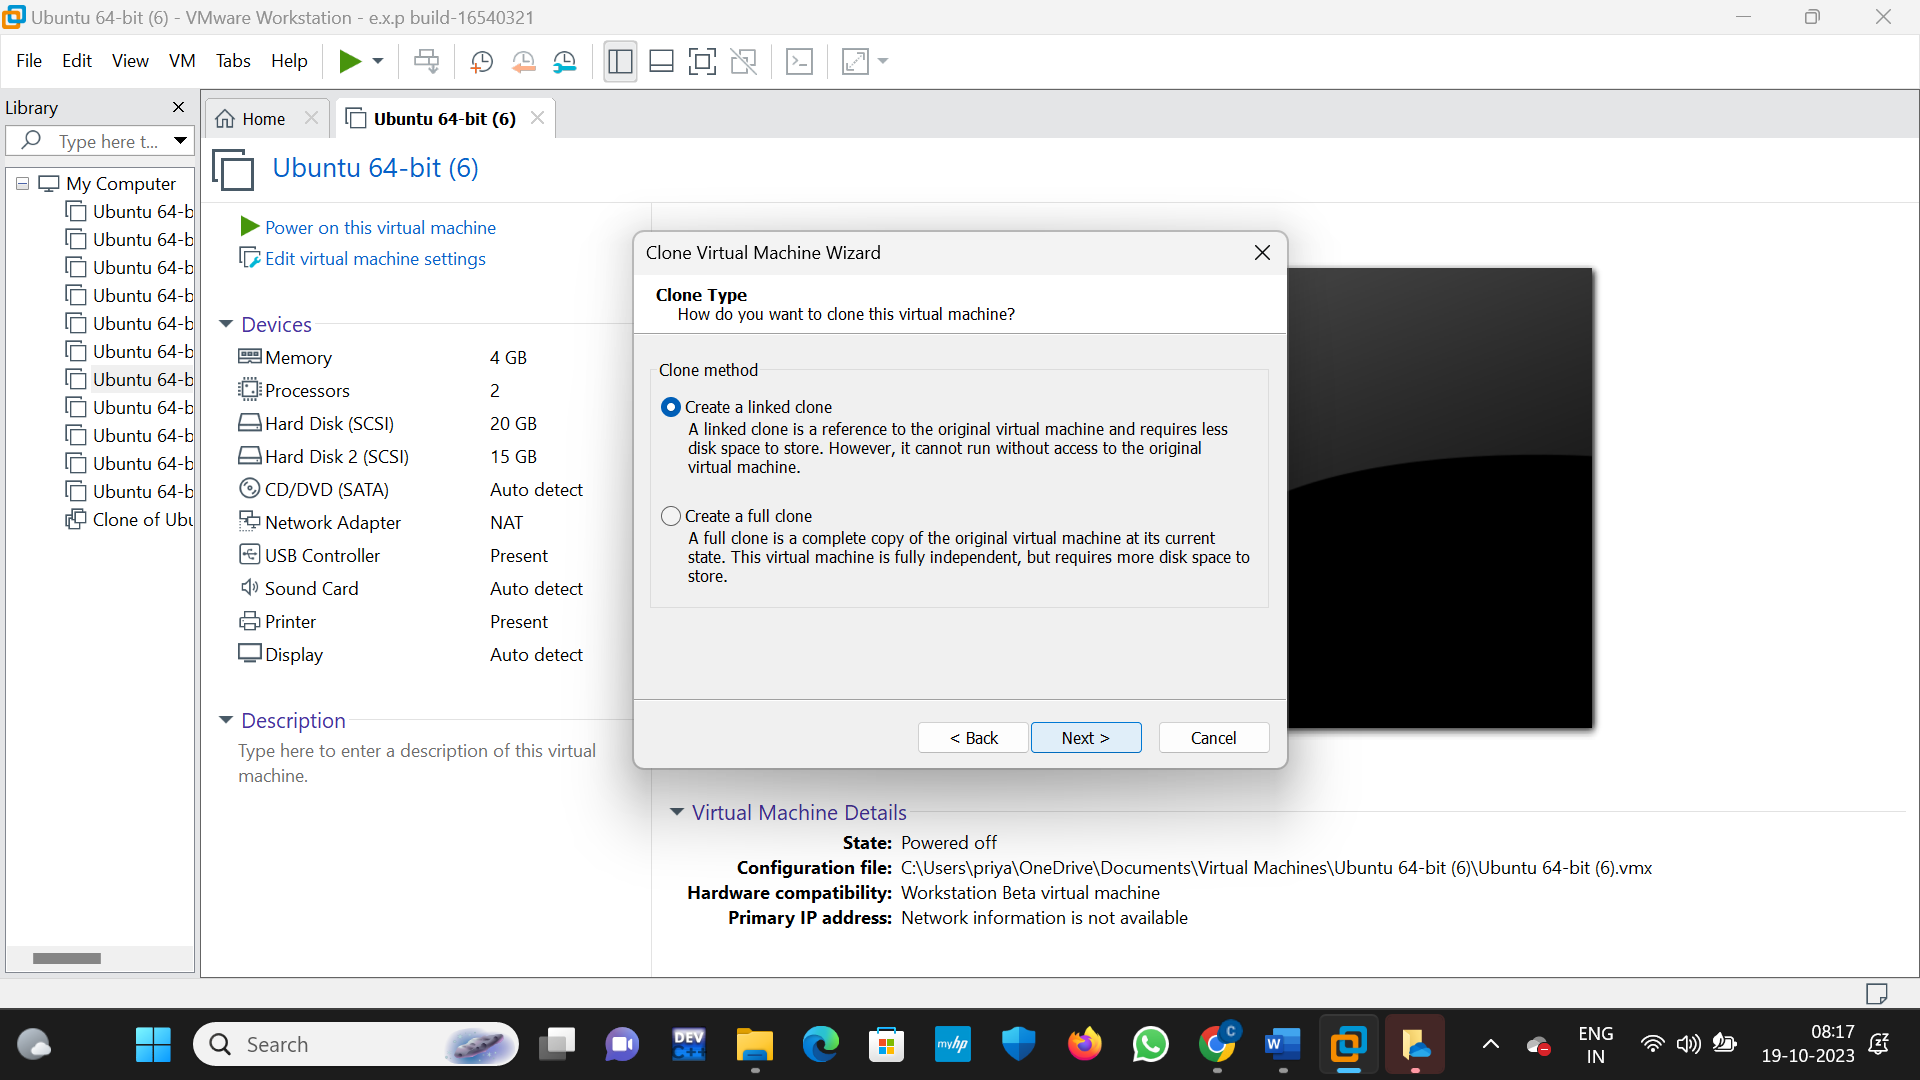 Ubuntu 64-bit (6) - VMware Workstation - e.x.p build-16540321
File Edit View VM Tabs Help
Library
Type here t...
My Computer
Ubuntu 64-b
Ubuntu 64-b
Ubuntu 64-b
Ubuntu 64-b
Ubuntu 64-b
Ubuntu 64-b
Ubuntu 64-b
Ubuntu 64-b
Ubuntu 64-b
Ubuntu 64-b
Ubuntu 64-b
Clone of Ubu
Home
Ubuntu 64-bit (6)
Ubuntu 64-bit (6)
Power on this virtual machine
Edit virtual machine settings
Devices
Memory 4 GB
Processors 2
Hard Disk (SCSI) 20 GB
Hard Disk 2 (SCSI) 15 GB
CD/DVD (SATA) Auto detect
Network Adapter NAT
USB Controller Present
Sound Card Auto detect
Printer Present
Display Auto detect
Description
Type here to enter a description of this virtual
machine.
Clone Virtual Machine Wizard
Clone Type
How do you want to clone this virtual machine?
Clone method
Create a linked clone
A linked clone is a reference to the original virtual machine and requires less
disk space to store. However, it cannot run without access to the original
virtual machine.
Create a full clone
A full clone is a complete copy of the original virtual machine at its current
state. This virtual machine is fully independent, but requires more disk space to
store.
< Back Next > Cancel
Virtual Machine Details
State: Powered off
Configuration file: C:\Users\priya\OneDrive\Documents\Virtual Machines\Ubuntu 64-bit (6)\Ubuntu 64-bit (6).vmx
Hardware compatibility: Workstation Beta virtual machine
Primary IP address: Network information is not available
Search
DEV
C++
myhp
C
W
ENG
IN
08:17
19-10-2023